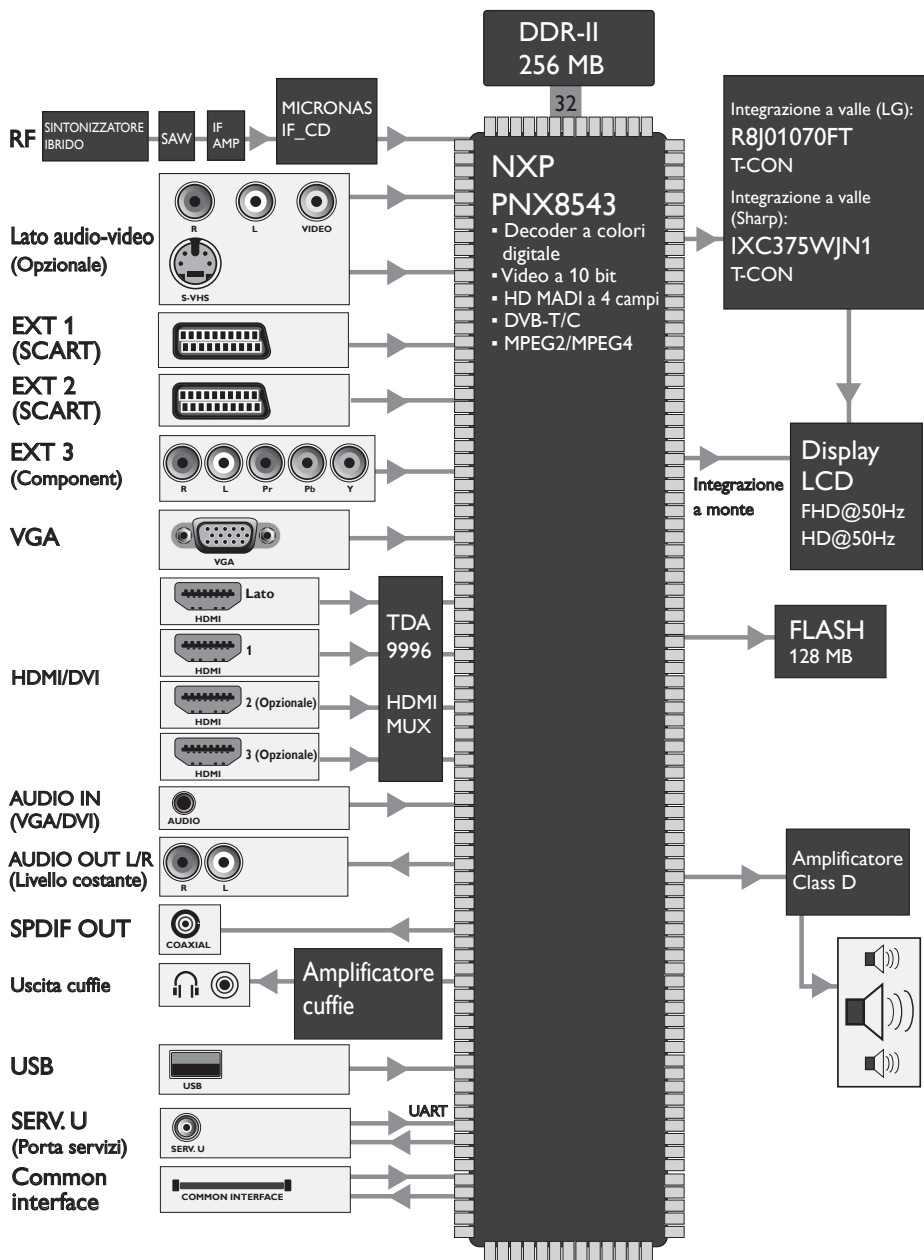 DDR-II
256 MB
32
RF
SINTONIZZATORE
IBRIDO
SAW
IF
AMP
MICRONAS
IF_CD
NXP
PNX8543
▪ Decoder a colori
digitale
▪ Video a 10 bit
▪ HD MADI a 4 campi
▪ DVB-T/C
▪ MPEG2/MPEG4
Integrazione a valle (LG):
R8J01070FT
T-CON
Integrazione a valle
(Sharp):
IXC375WJN1
T-CON
Lato audio-video
(Opzionale)
R
L
VIDEO
S-VHS
EXT 1
(SCART)
EXT 2
(SCART)
EXT 3
(Component)
R
L
Pr
Pb
Y
Integrazione
a monte
Display
LCD
FHD@50Hz
HD@50Hz
VGA
VGA
HDMI/DVI
Lato
HDMI
1
HDMI
2 (Opzionale)
HDMI
3 (Opzionale)
HDMI
TDA
9996
HDMI
MUX
FLASH
128 MB
AUDIO IN
(VGA/DVI)
AUDIO
AUDIO OUT L/R
(Livello costante)
R
L
Amplificatore
Class D
SPDIF OUT
COAXIAL
Uscita cuffie
Amplificatore
cuffie
USB
USB
SERV. U
(Porta servizi)
SERV. U
UART
Common
interface
COMMON INTERFACE